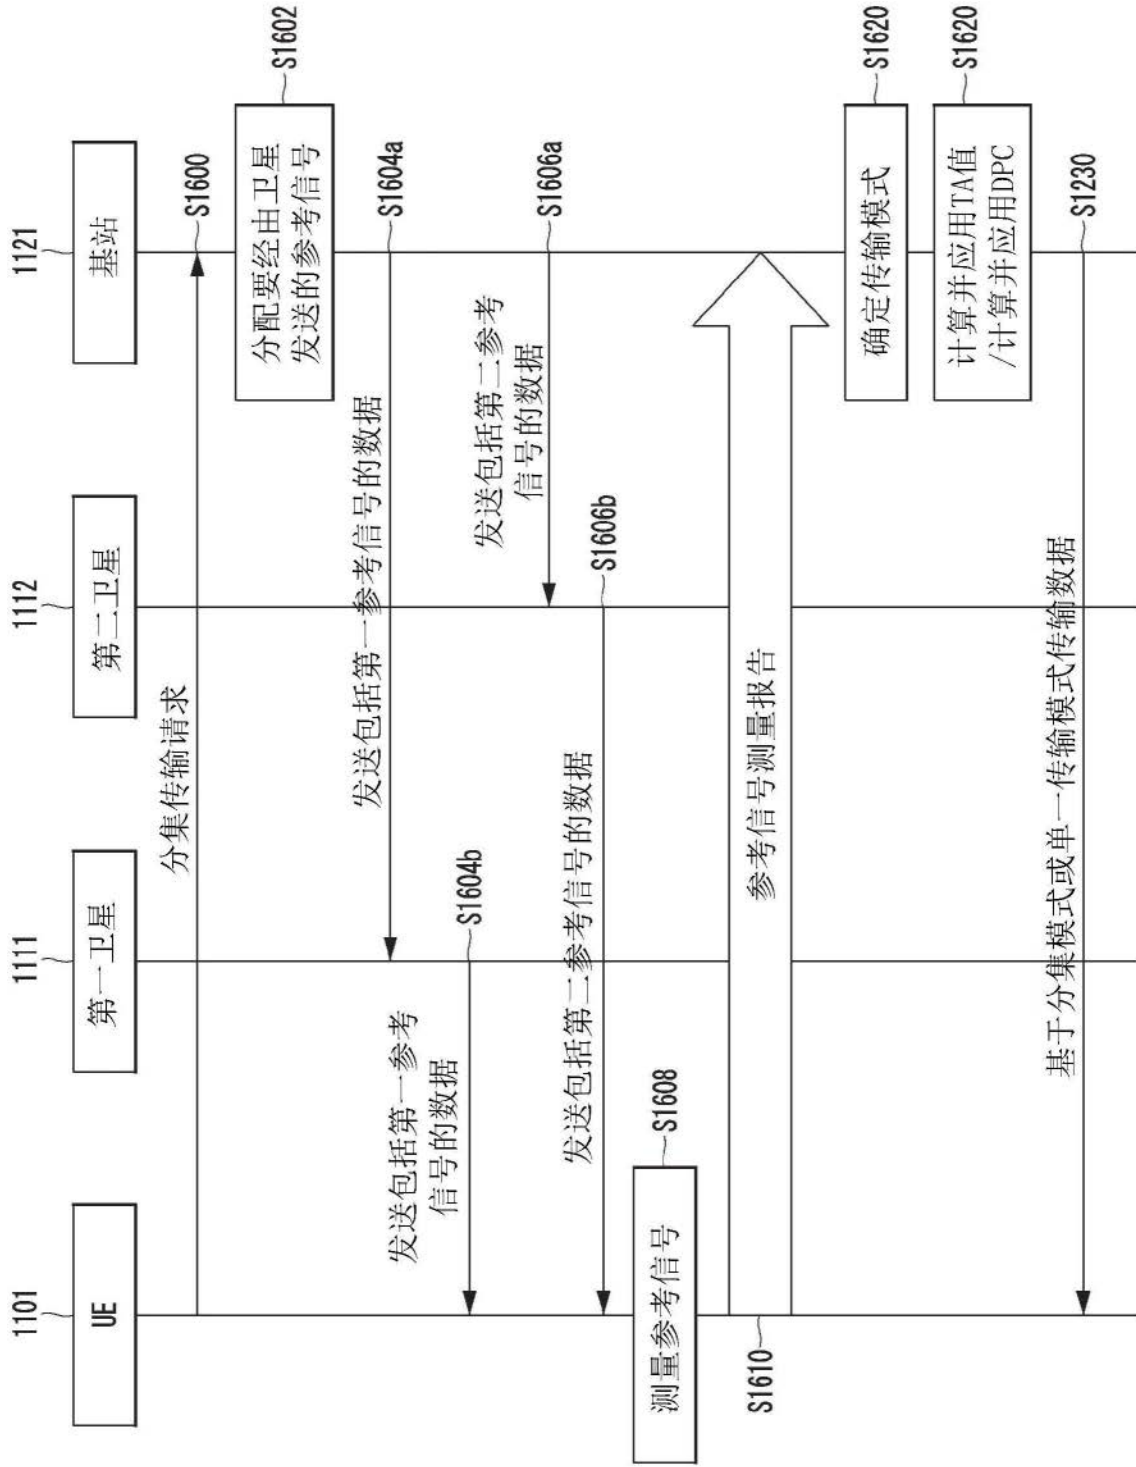 1101
UE
1111
第一卫星
1112
第二卫星
1121
基站
分集传输请求
S1600
分配要经由卫星
发送的参考信号
S1602
发送包括第一参考信号的数据
S1604a
发送包括第一参考
信号的数据
S1604b
发送包括第二参考
信号的数据
S1606a
发送包括第二参考信号的数据
S1606b
测量参考信号
S1608
参考信号测量报告
S1610
确定传输模式
S1620
计算并应用TA值
/计算并应用DPC
S1620
基于分集模式或单一传输模式传输数据
S1230